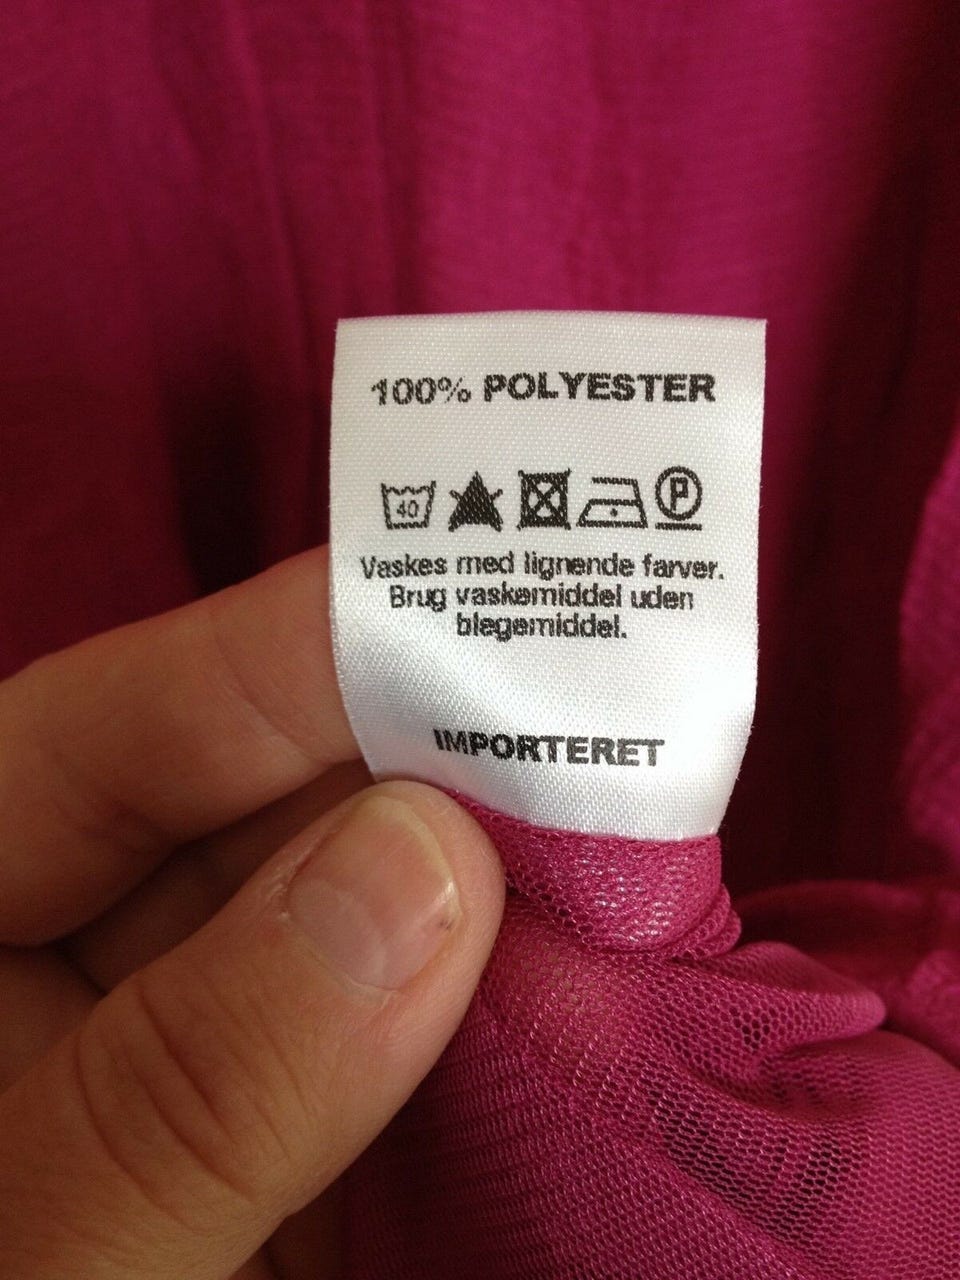 100% POLYESTER
40 P
Vaskes med lignende farver.
Brug vaskemiddel uden
blegemiddel.
IMPORTERET